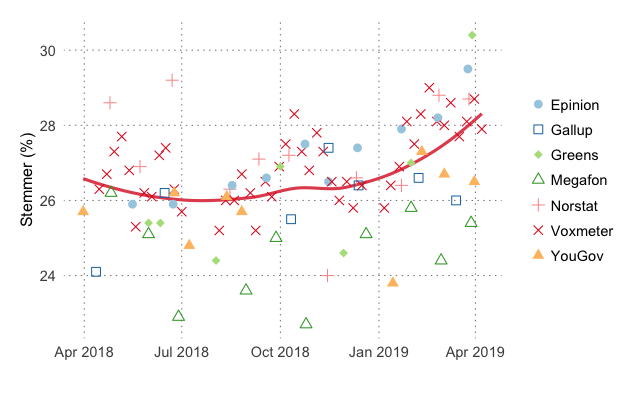 Stemmer (%)
30
28
26
24
Apr 2018
Jul 2018
Oct 2018
Jan 2019
Apr 2019
Epinion
Gallup
Greens
Megafon
Norstat
Voxmeter
YouGov